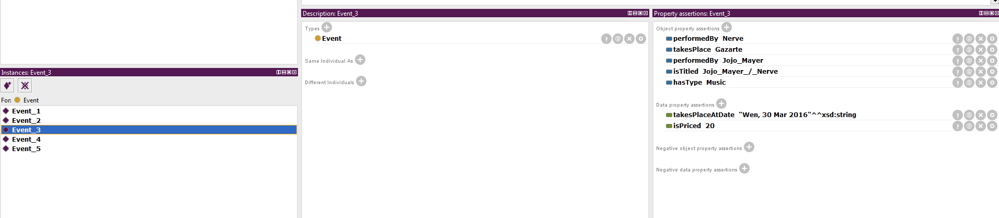 Instances: Event_3
For: Event
Event_1
Event_2
Event_3
Event_4
Event_5
Description: Event_3
Types
Event
Same Individual As
Different Individuals
Property assertions: Event_3
Object property assertions
performedBy Nerve
takesPlace Gazarte
performedBy Jojo_Mayer
isTitled Jojo_Mayer_/_Nerve
hasType Music
Data property assertions
takesPlaceAtDate "Wen, 30 Mar 2016"^^xsd:string
isPriced 20
Negative object property assertions
Negative data property assertions